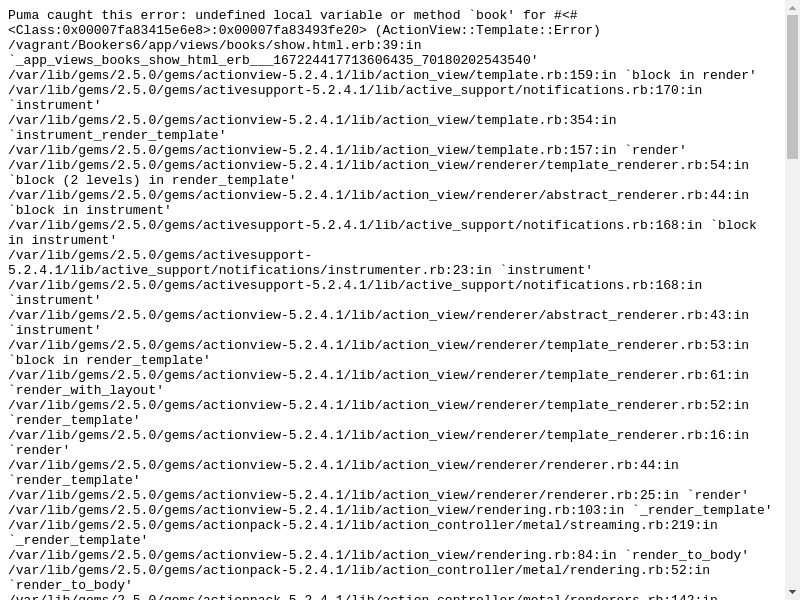 Puma caught this error: undefined local variable or method `book' for #<#
<Class:0x00007fa83415e6e8>:0x00007fa83493fe20> (ActionView::Template::Error)
/vagrant/Bookers6/app/views/books/show.html.erb:39:in
`_app_views_books_show_html_erb___167224417713606435_70180202543540'
/var/lib/gems/2.5.0/gems/actionview-5.2.4.1/lib/action_view/template.rb:159:in `block in render'
/var/lib/gems/2.5.0/gems/activesupport-5.2.4.1/lib/active_support/notifications.rb:170:in
`instrument'
/var/lib/gems/2.5.0/gems/actionview-5.2.4.1/lib/action_view/template.rb:354:in
`instrument_render_template'
/var/lib/gems/2.5.0/gems/actionview-5.2.4.1/lib/action_view/template.rb:157:in `render'
/var/lib/gems/2.5.0/gems/actionview-5.2.4.1/lib/action_view/renderer/template_renderer.rb:54:in
`block (2 levels) in render_template'
/var/lib/gems/2.5.0/gems/actionview-5.2.4.1/lib/action_view/renderer/abstract_renderer.rb:44:in
`block in instrument'
/var/lib/gems/2.5.0/gems/activesupport-5.2.4.1/lib/active_support/notifications.rb:168:in `block
in instrument'
/var/lib/gems/2.5.0/gems/activesupport-
5.2.4.1/lib/active_support/notifications/instrumenter.rb:23:in `instrument'
/var/lib/gems/2.5.0/gems/activesupport-5.2.4.1/lib/active_support/notifications.rb:168:in
`instrument'
/var/lib/gems/2.5.0/gems/actionview-5.2.4.1/lib/action_view/renderer/abstract_renderer.rb:43:in
`instrument'
/var/lib/gems/2.5.0/gems/actionview-5.2.4.1/lib/action_view/renderer/template_renderer.rb:53:in
`block in render_template'
/var/lib/gems/2.5.0/gems/actionview-5.2.4.1/lib/action_view/renderer/template_renderer.rb:61:in
`render_with_layout'
/var/lib/gems/2.5.0/gems/actionview-5.2.4.1/lib/action_view/renderer/template_renderer.rb:52:in
`render_template'
/var/lib/gems/2.5.0/gems/actionview-5.2.4.1/lib/action_view/renderer/template_renderer.rb:16:in
`render'
/var/lib/gems/2.5.0/gems/actionview-5.2.4.1/lib/action_view/renderer/renderer.rb:44:in
`render_template'
/var/lib/gems/2.5.0/gems/actionview-5.2.4.1/lib/action_view/renderer/renderer.rb:25:in `render'
/var/lib/gems/2.5.0/gems/actionview-5.2.4.1/lib/action_view/rendering.rb:103:in `_render_template'
/var/lib/gems/2.5.0/gems/actionpack-5.2.4.1/lib/action_controller/metal/streaming.rb:219:in
`_render_template'
/var/lib/gems/2.5.0/gems/actionview-5.2.4.1/lib/action_view/rendering.rb:84:in `render_to_body'
/var/lib/gems/2.5.0/gems/actionpack-5.2.4.1/lib/action_controller/metal/rendering.rb:52:in
`render_to_body'
/var/lib/gems/2.5.0/gems/actionpack-5.2.4.1/lib/action_controller/metal/renderers.rb:142:in